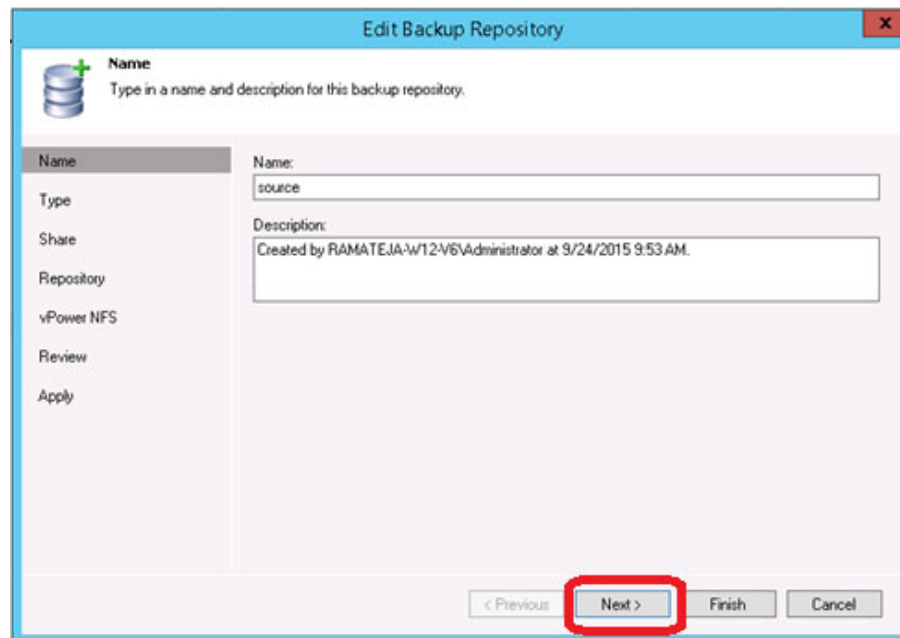 Edit Backup Repository
x
Name
Type in a name and description for this backup repository.
Name
Type
Share
Repository
vPower NFS
Review
Apply
Name:
source
Description:
Created by RAMATEJA-W12-V6\Administrator at 9/24/2015 9:53 AM.
< Previous
Next >
Finish
Cancel